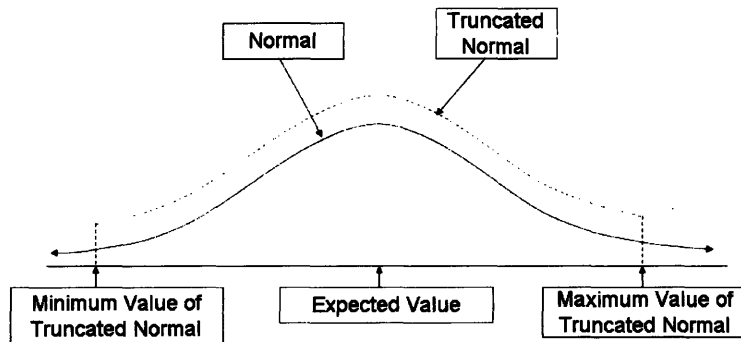 Normal
Truncated
Normal
Minimum Value of
Truncated Normal
Expected Value
Maximum Value of
Truncated Normal